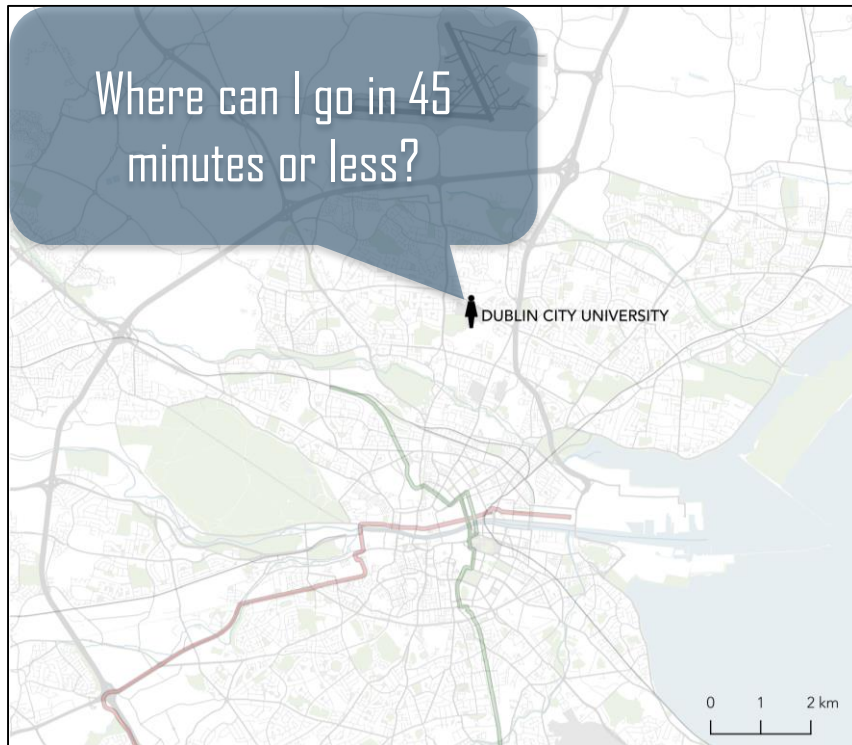 Where can I go in 45
minutes or less?
DUBLIN CITY UNIVERSITY
0 1 2 km